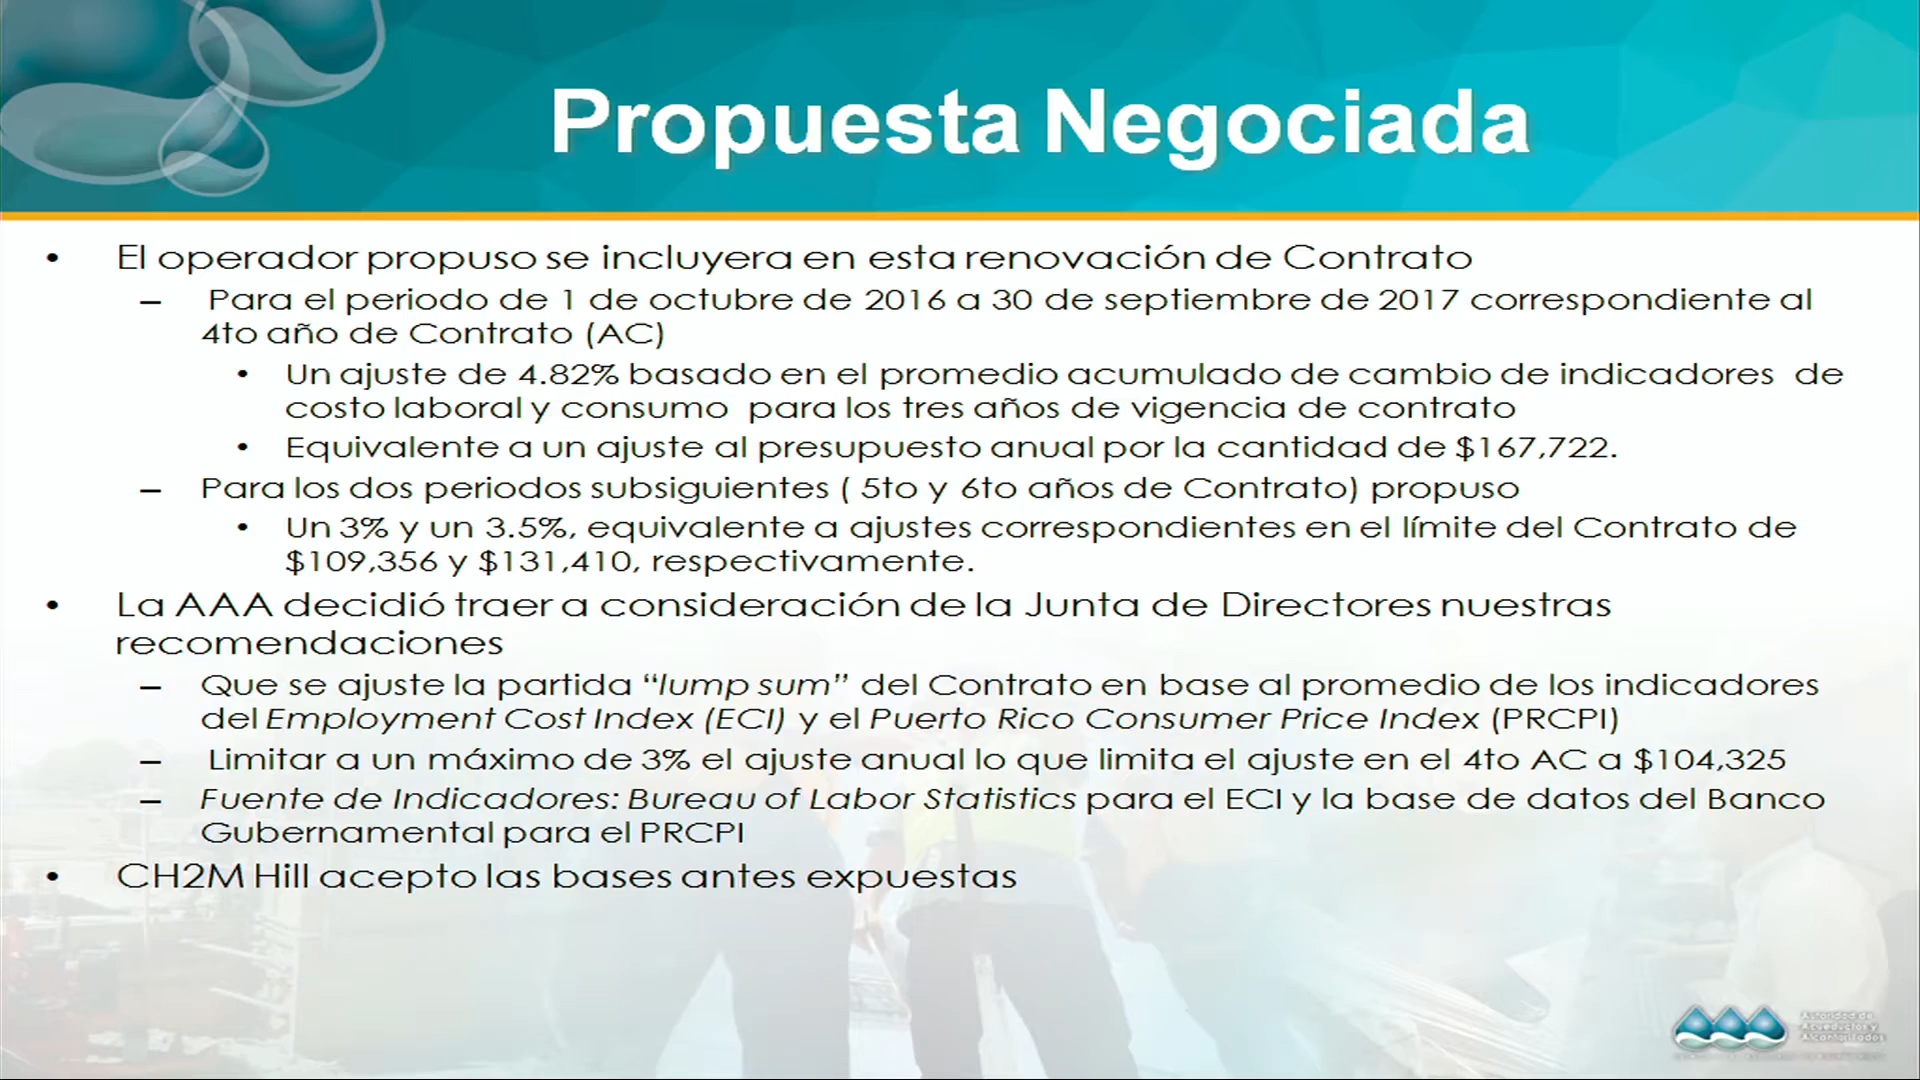 Propuesta Negociada
• El operador propuso se incluyera en esta renovación de Contrato
– Para el periodo de 1 de octubre de 2016 a 30 de septiembre de 2017 correspondiente al
4to año de Contrato (AC)
• Un ajuste de 4.82% basado en el promedio acumulado de cambio de indicadores de
costo laboral y consumo para los tres años de vigencia de contrato
• Equivalente a un ajuste al presupuesto anual por la cantidad de $167,722.
– Para los dos periodos subsiguientes ( 5to y 6to años de Contrato) propuso
• Un 3% y un 3.5%, equivalente a ajustes correspondientes en el límite del Contrato de
$109,356 y $131,410, respectivamente.
• La AAA decidió traer a consideración de la Junta de Directores nuestras
recomendaciones
– Que se ajuste la partida “lump sum” del Contrato en base al promedio de los indicadores
del Employment Cost Index (ECI) y el Puerto Rico Consumer Price Index (PRCPI)
– Limitar a un máximo de 3% el ajuste anual lo que limita el ajuste en el 4to AC a $104,325
– Fuente de Indicadores: Bureau of Labor Statistics para el ECI y la base de datos del Banco
Gubernamental para el PRCPI
• CH2M Hill acepto las bases antes expuestas
Autoridad de
Acueductos y
Alcantarillados